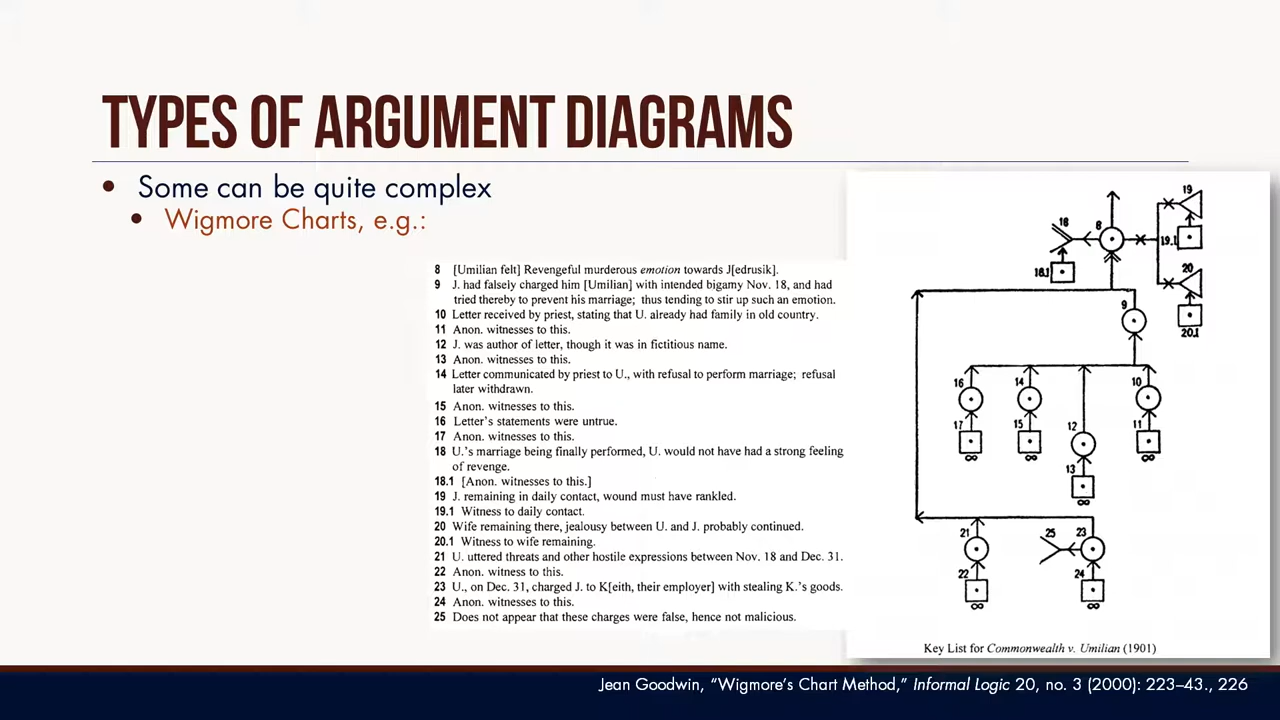 TYPES OF ARGUMENT DIAGRAMS
• Some can be quite complex
• Wigmore Charts, e.g.:
8 [Umilian felt] Revengeful murderous emotion towards J[edrusik].
9 J. had falsely charged him [Umilian] with intended bigamy Nov. 18, and had
tried thereby to prevent his marriage; thus tending to stir up such an emotion.
10 Letter received by priest, stating that U. already had family in old country.
11 Anon. witnesses to this.
12 J. was author of letter, though it was in fictitious name.
13 Anon. witnesses to this.
14 Letter communicated by priest to U., with refusal to perform marriage; refusal
later withdrawn.
15 Anon. witnesses to this.
16 Letter's statements were untrue.
17 Anon. witnesses to this.
18 U.'s marriage being finally performed, U. would not have had a strong feeling
of revenge.
18.1 [Anon. witnesses to this.]
19 J. remaining in daily contact, wound must have rankled.
19.1 Witness to daily contact.
20 Wife remaining there, jealousy between U. and J. probably continued.
20.1 Witness to wife remaining.
21 U. uttered threats and other hostile expressions between Nov. 18 and Dec. 31.
22 Anon. witness to this.
23 U., on Dec. 31, charged J. to K[eith, their employer] with stealing K.'s goods.
24 Anon. witnesses to this.
25 Does not appear that these charges were false, hence not malicious.
19
18
8
19.1
18.1
20
9
20.1
16
14
10
17
15
12
11
∞
∞
∞
13
∞
21
25
23
22
24
∞
∞
Key List for Commonwealth v. Umilian (1901)
Jean Goodwin, “Wigmore’s Chart Method,” Informal Logic 20, no. 3 (2000): 223–43., 226